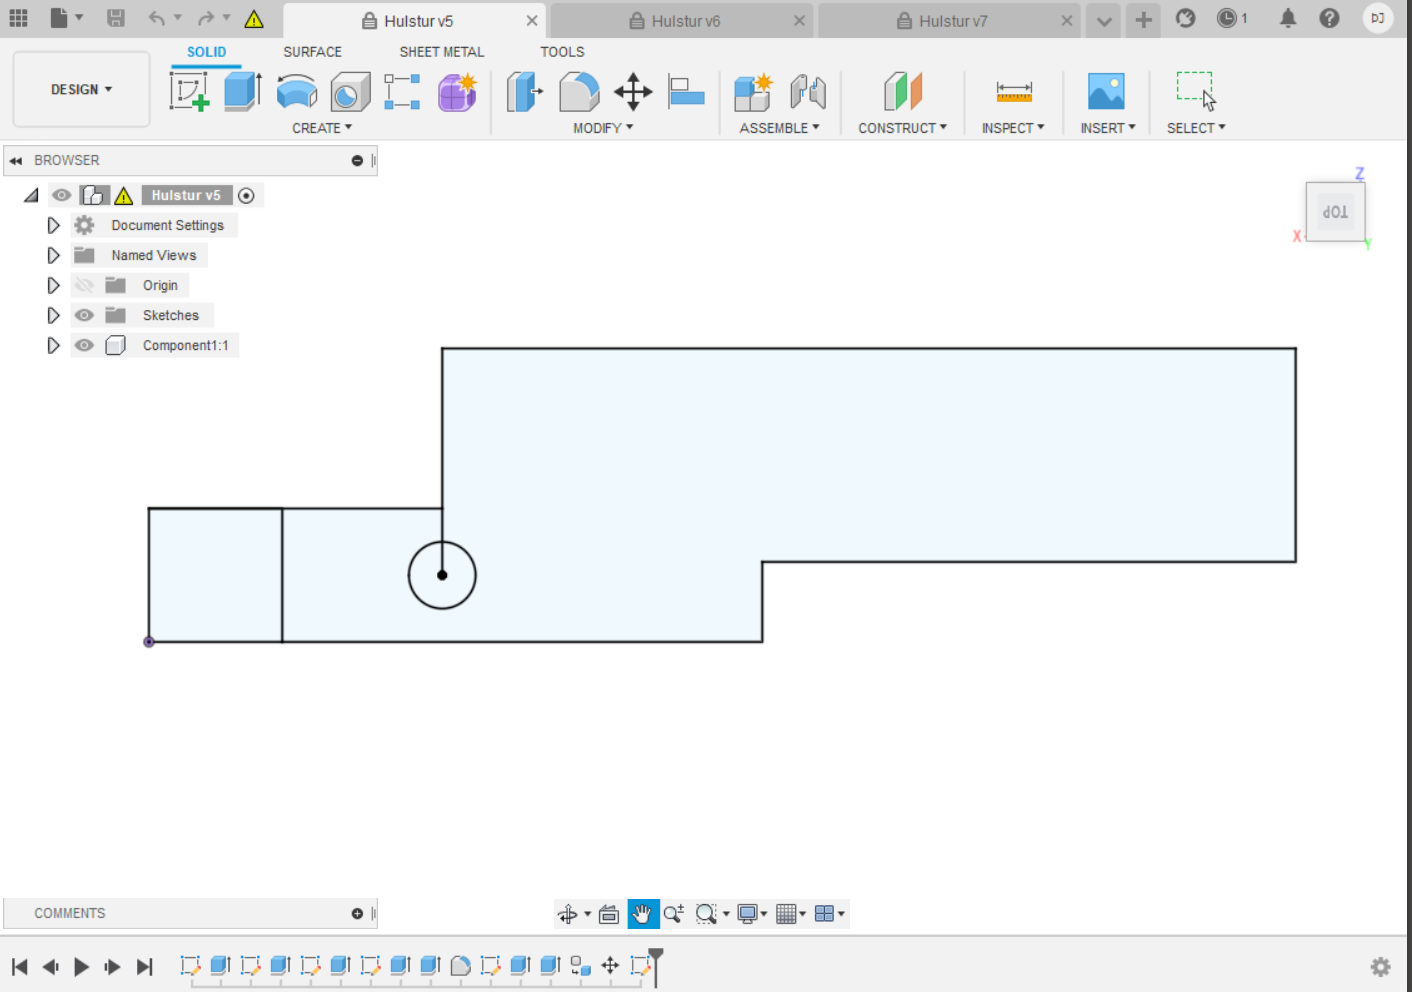 Hulstur v5
Hulstur v6
Hulstur v7
1
DJ
SOLID
SURFACE
SHEET METAL
TOOLS
DESIGN
CREATE
MODIFY
ASSEMBLE
CONSTRUCT
INSPECT
INSERT
SELECT
BROWSER
Hulstur v5
Document Settings
Named Views
Origin
Sketches
Component1:1
Z
TOP
X
Y
COMMENTS